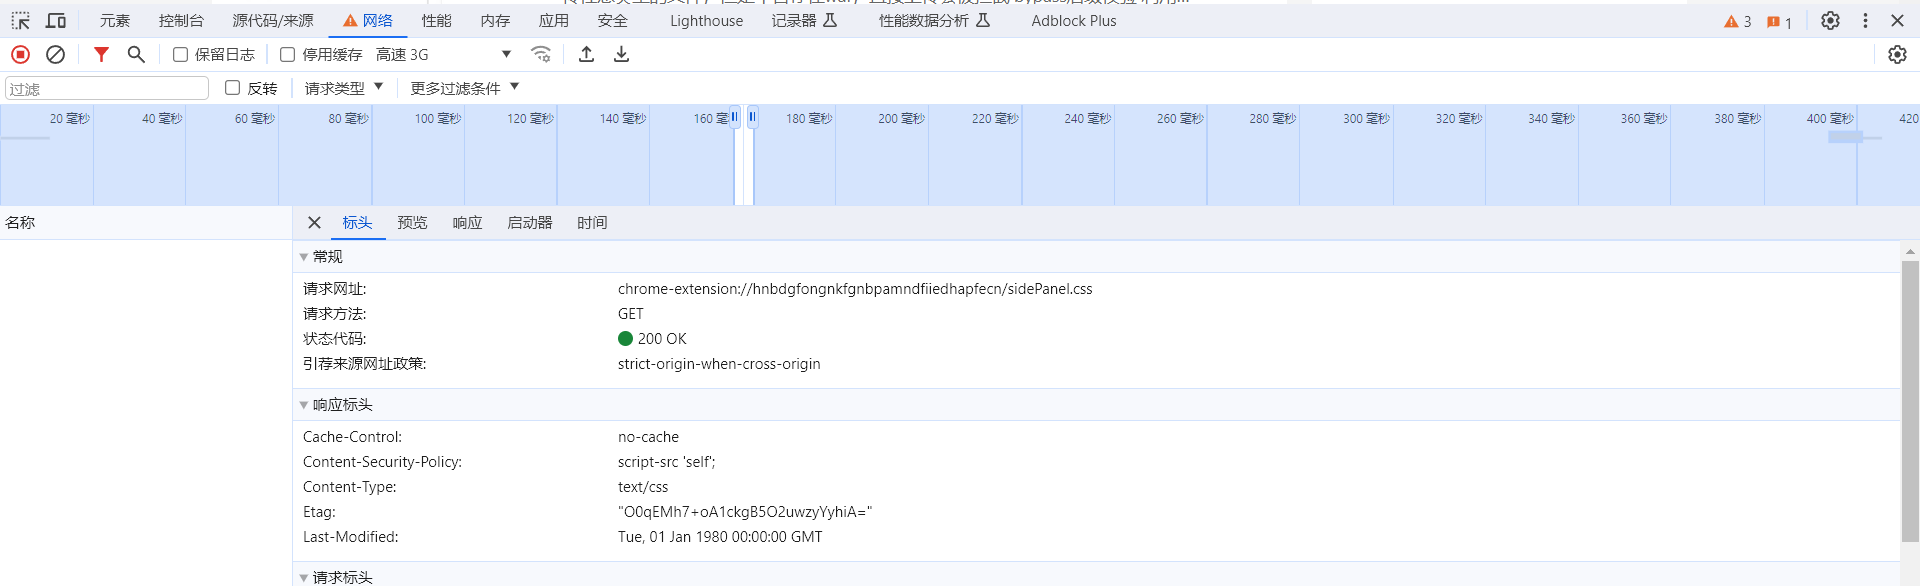 元素 控制台 源代码/来源 网络 性能 内存 应用 安全 Lighthouse 记录器 性能数据分析 Adblock Plus 3 1
保留日志 停用缓存 高速 3G
过滤 反转 请求类型 更多过滤条件
20 毫秒 40 毫秒 60 毫秒 80 毫秒 100 毫秒 120 毫秒 140 毫秒 160 毫 180 毫秒 200 毫秒 220 毫秒 240 毫秒 260 毫秒 280 毫秒 300 毫秒 320 毫秒 340 毫秒 360 毫秒 380 毫秒 400 毫秒 420
名称 标头 预览 响应 启动器 时间
常规
请求网址: chrome-extension://hnbdgfongnkfgnbpamndfiiedhapfecn/sidePanel.css
请求方法: GET
状态代码: 200 OK
引荐来源网址政策: strict-origin-when-cross-origin
响应标头
Cache-Control: no-cache
Content-Security-Policy: script-src 'self';
Content-Type: text/css
Etag: "O0qEMh7+oA1ckgB5O2uwzyYyhiA="
Last-Modified: Tue, 01 Jan 1980 00:00:00 GMT
请求标头